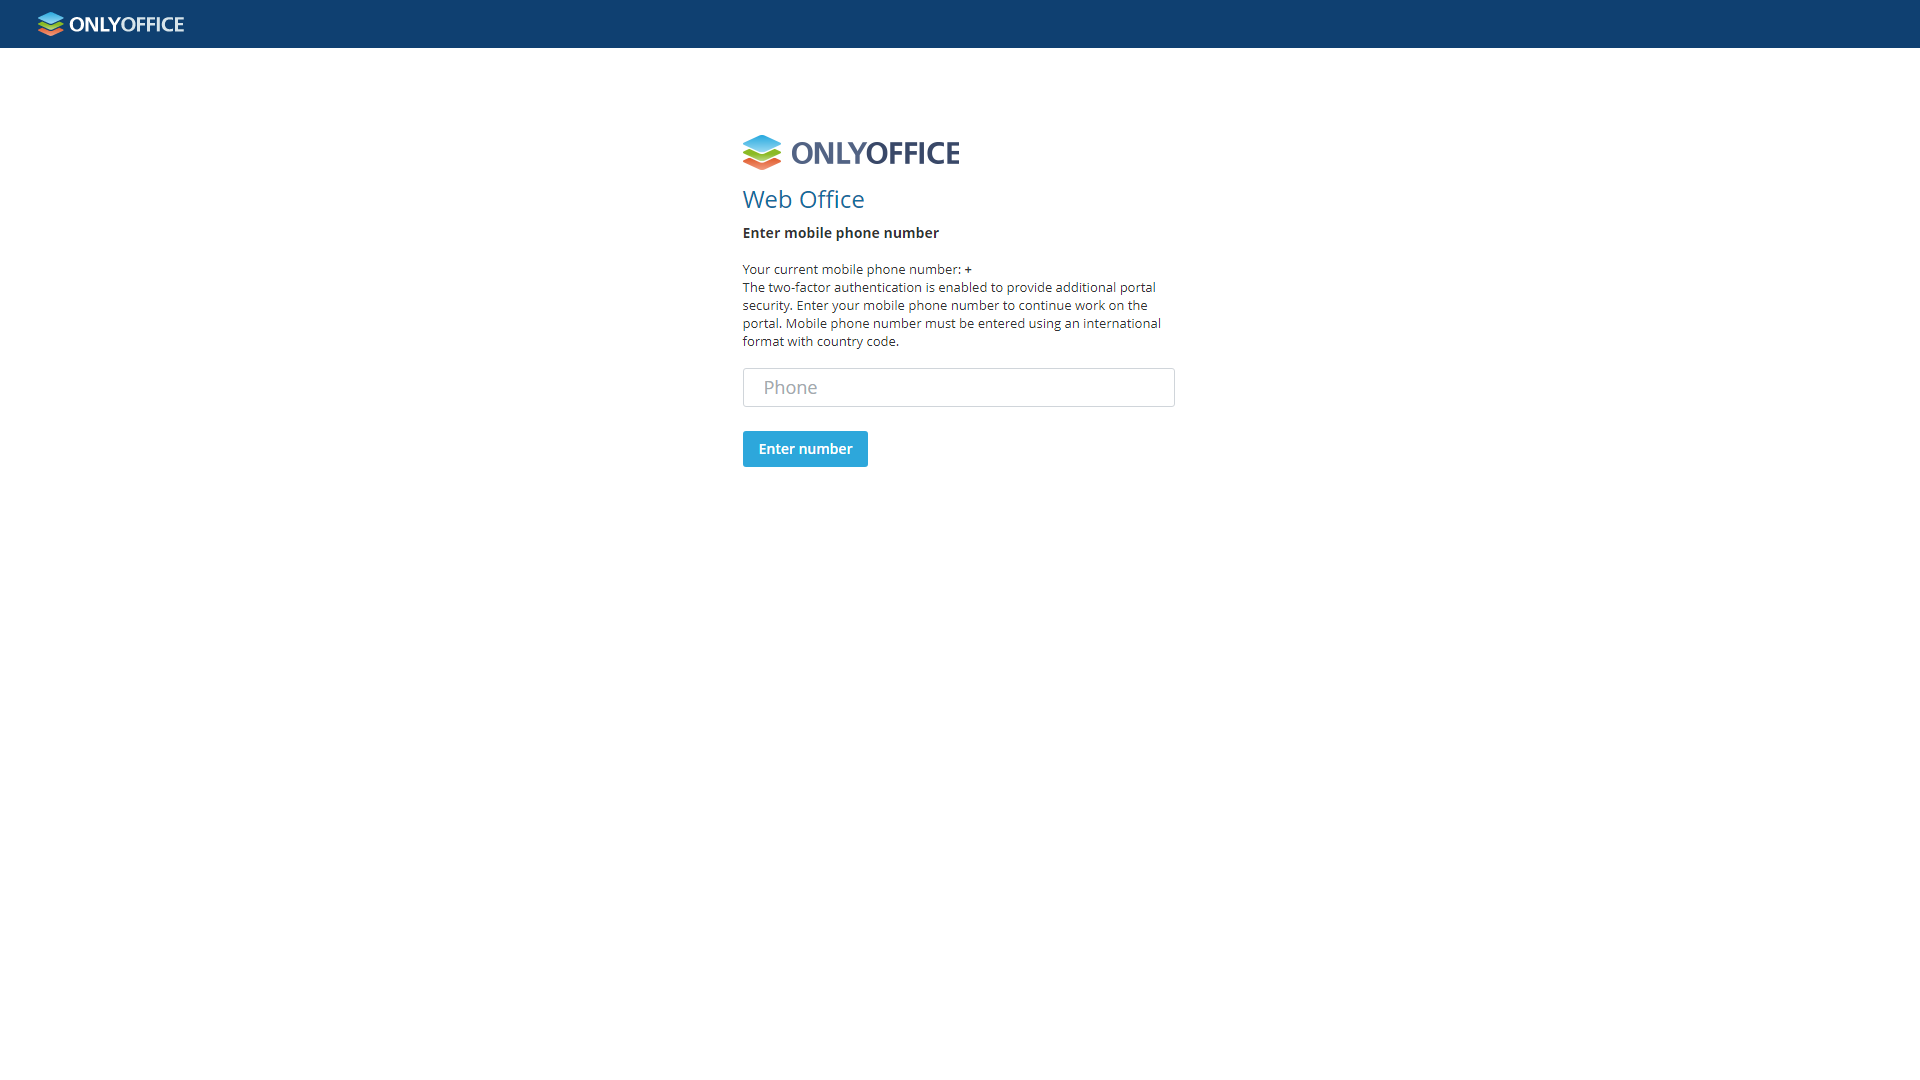 ONLYOFFICE
ONLYOFFICE
Web Office
Enter mobile phone number
Your current mobile phone number: +
The two-factor authentication is enabled to provide additional portal
security. Enter your mobile phone number to continue work on the
portal. Mobile phone number must be entered using an international
format with country code.
Phone
Enter number